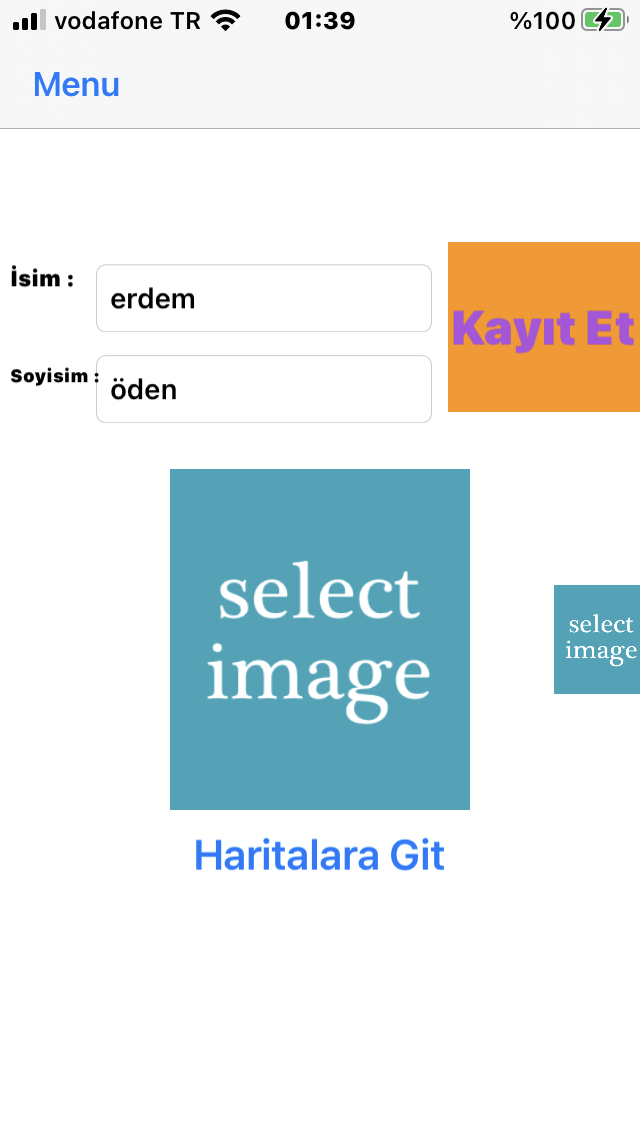 vodafone TR 01:39 %100
Menu
İsim :
erdem
Kayıt Et
Soyisim :
öden
select
image
select
image
Haritalara Git